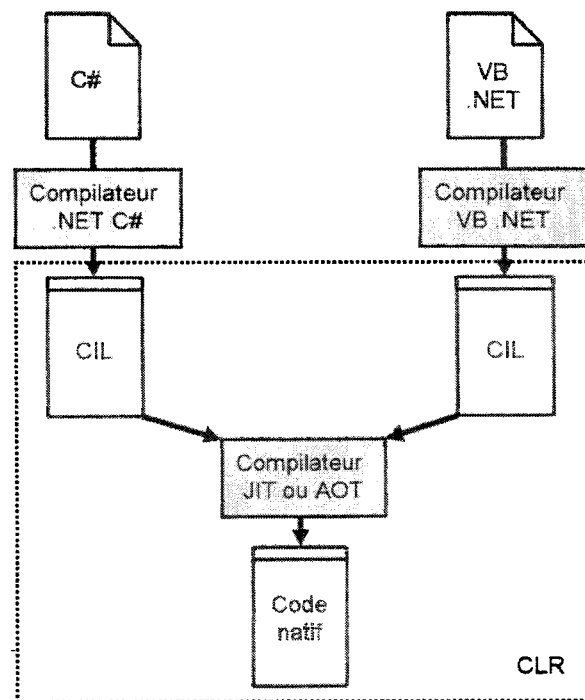 C#
VB
.NET
Compilateur
.NET C#
Compilateur
VB .NET
CIL
CIL
Compilateur
JIT ou AOT
Code
natif
CLR